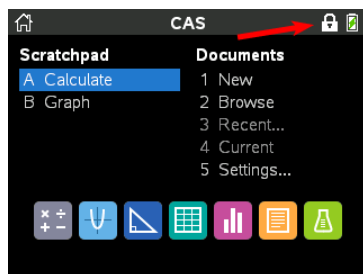 CAS
Scratchpad
A Calculate
B Graph
Documents
1 New
2 Browse
3 Recent...
4 Current
5 Settings...